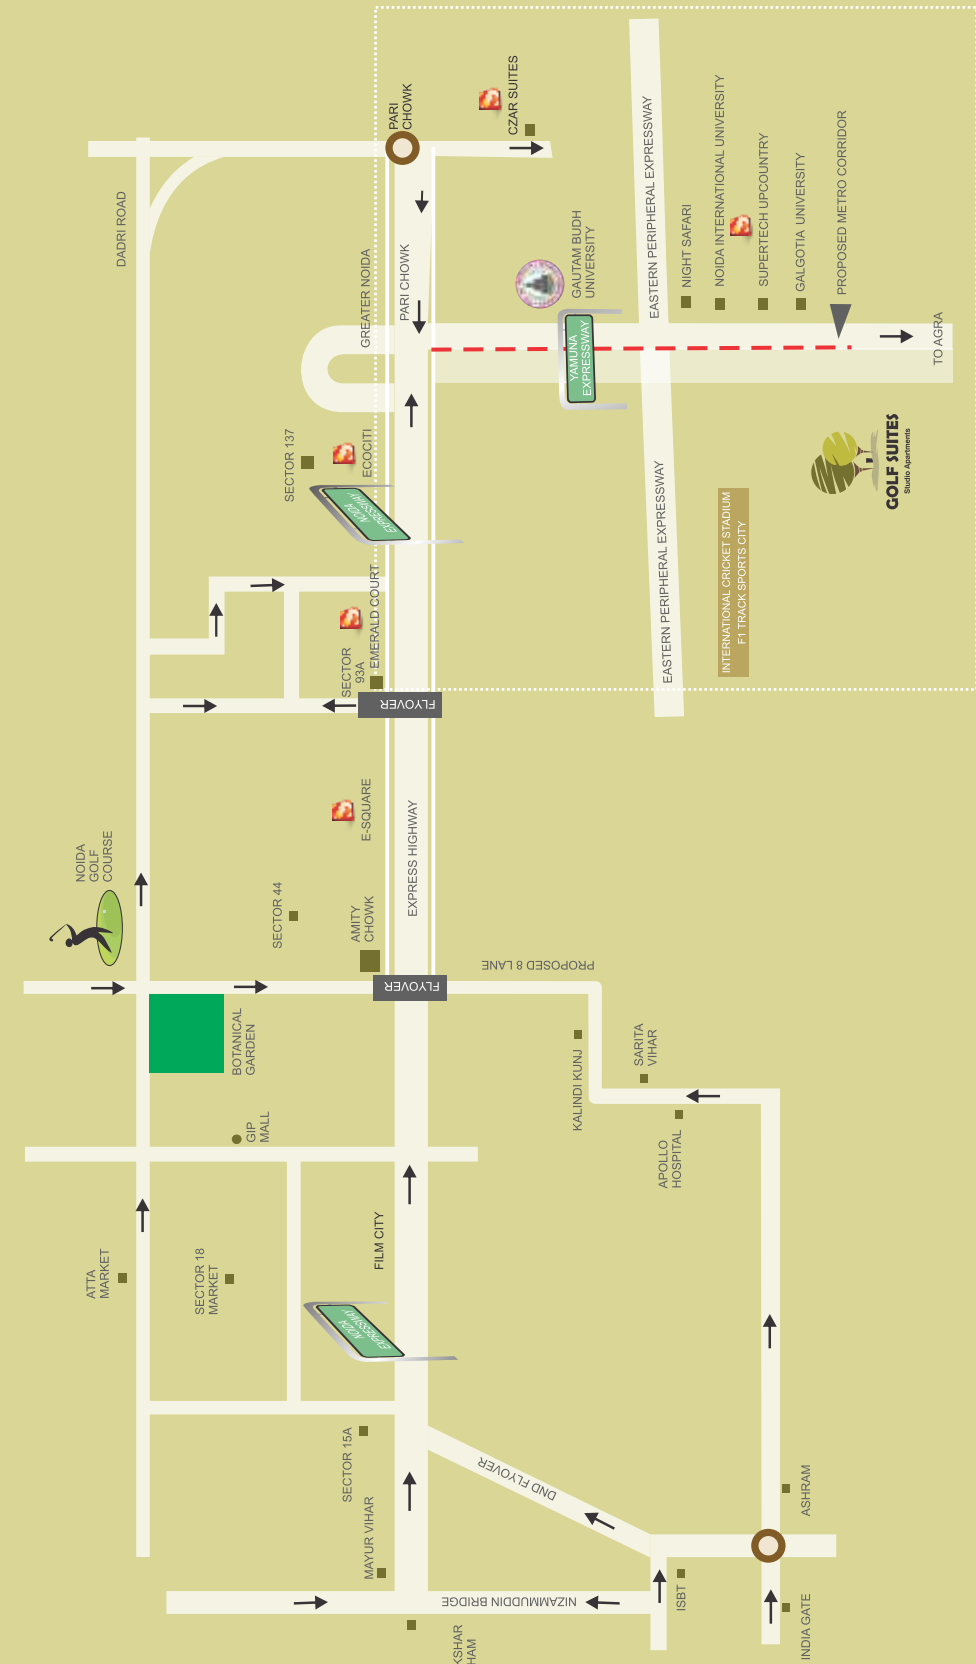 DADRI ROAD
PARI
CHOWK
CZAR SUITES
GREATER NOIDA
PARI CHOWK
GAUTAM BUDH
UNIVERSITY
EASTERN PERIPHERAL EXPRESSWAY
NIGHT SAFARI
NOIDA INTERNATIONAL UNIVERSITY
SUPERTECH UPCOUNTRY
GALGOTIA UNIVERSITY
PROPOSED METRO CORRIDOR
YAMUNA
EXPRESSWAY
TO AGRA
SECTOR 137
ECOCITI
NOIDA
EXPRESSWAY
GOLF SUITES
Studio Apartments
EASTERN PERIPHERAL EXPRESSWAY
INTERNATIONAL CRICKET STADIUM
F1 TRACK SPORTS CITY
EMERALD COURT
SECTOR
93A
FLYOVER
E-SQUARE
EXPRESS HIGHWAY
NOIDA
GOLF
COURSE
SECTOR 44
AMITY
CHOWK
FLYOVER
PROPOSED 8 LANE
BOTANICAL
GARDEN
GIP
MALL
KALINDI KUNJ
SARITA
VIHAR
APOLLO
HOSPITAL
ATTA
MARKET
SECTOR 18
MARKET
FILM CITY
NOIDA
EXPRESSWAY
SECTOR 15A
DND FLYOVER
MAYUR VIHAR
NIZAMMUDDIN BRIDGE
ASHRAM
ISBT
INDIA GATE
KSHAR
HAM